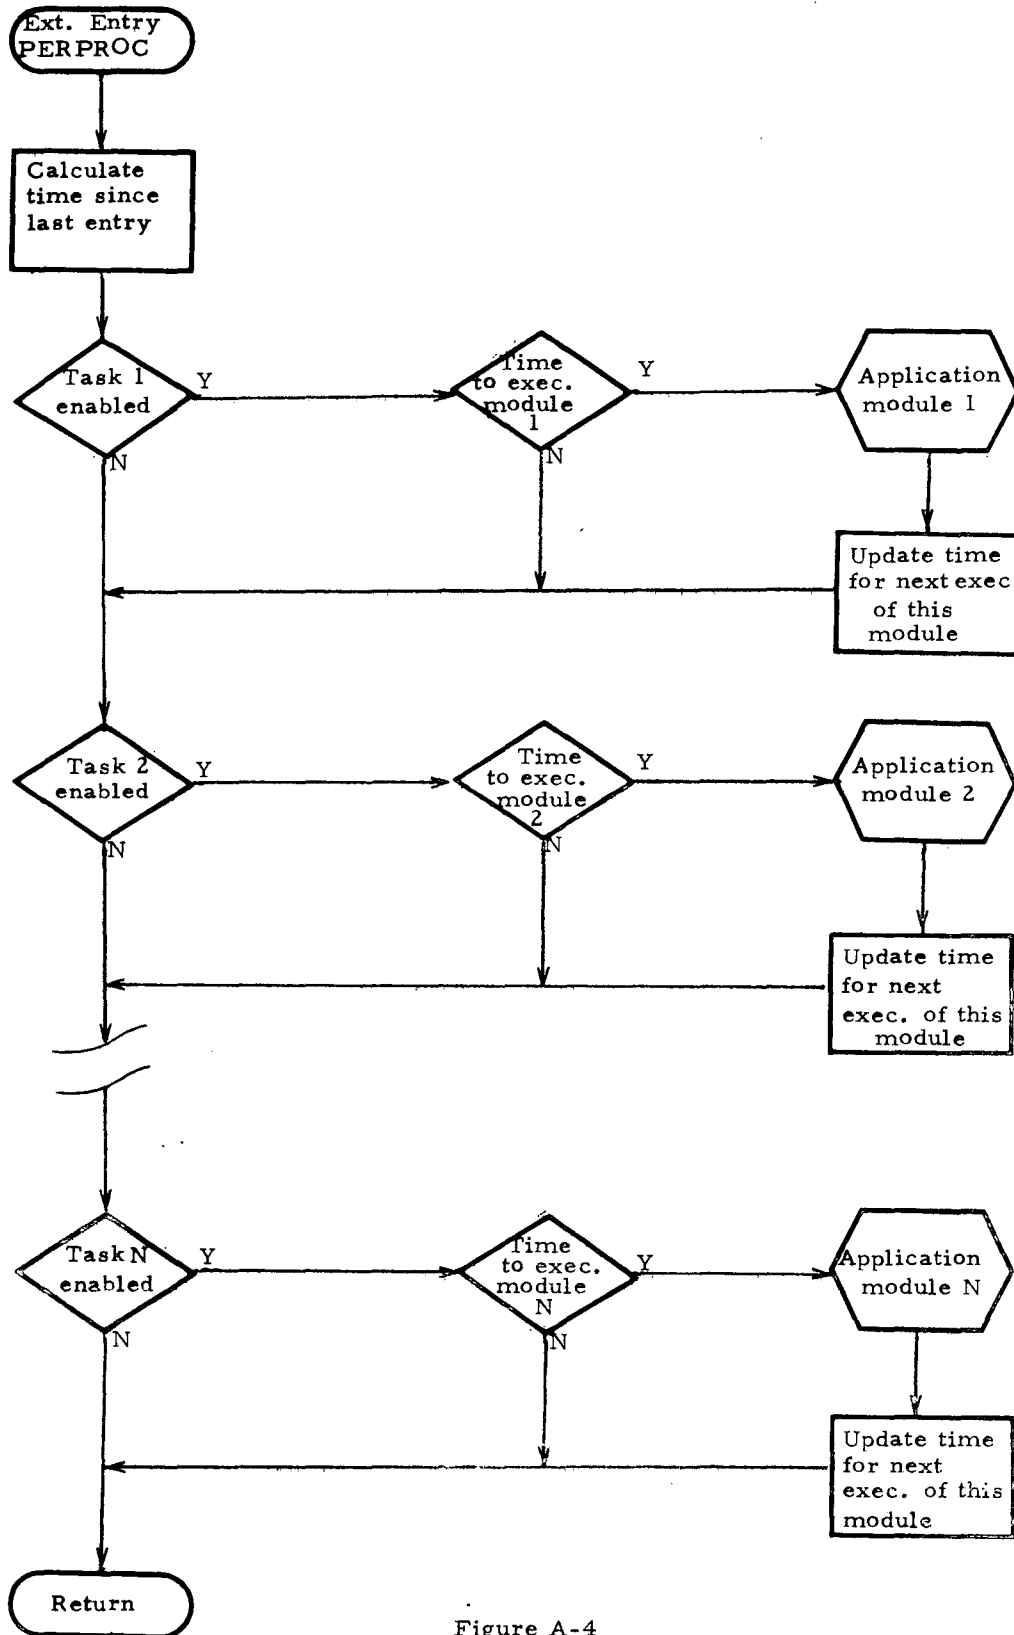 Ext. Entry
PERPROC
Calculate
time since
last entry
Task 1
enabled
Y
N
Time
to exec.
module
1
Y
N
Application
module 1
Update time
for next exec
of this
module
Task 2
enabled
Y
N
Time
to exec.
module
2
Y
N
Application
module 2
Update time
for next
exec. of this
module
Task N
enabled
Y
N
Time
to exec.
module
N
Y
N
Application
module N
Update time
for next
exec. of this
module
Return
Figure A-4